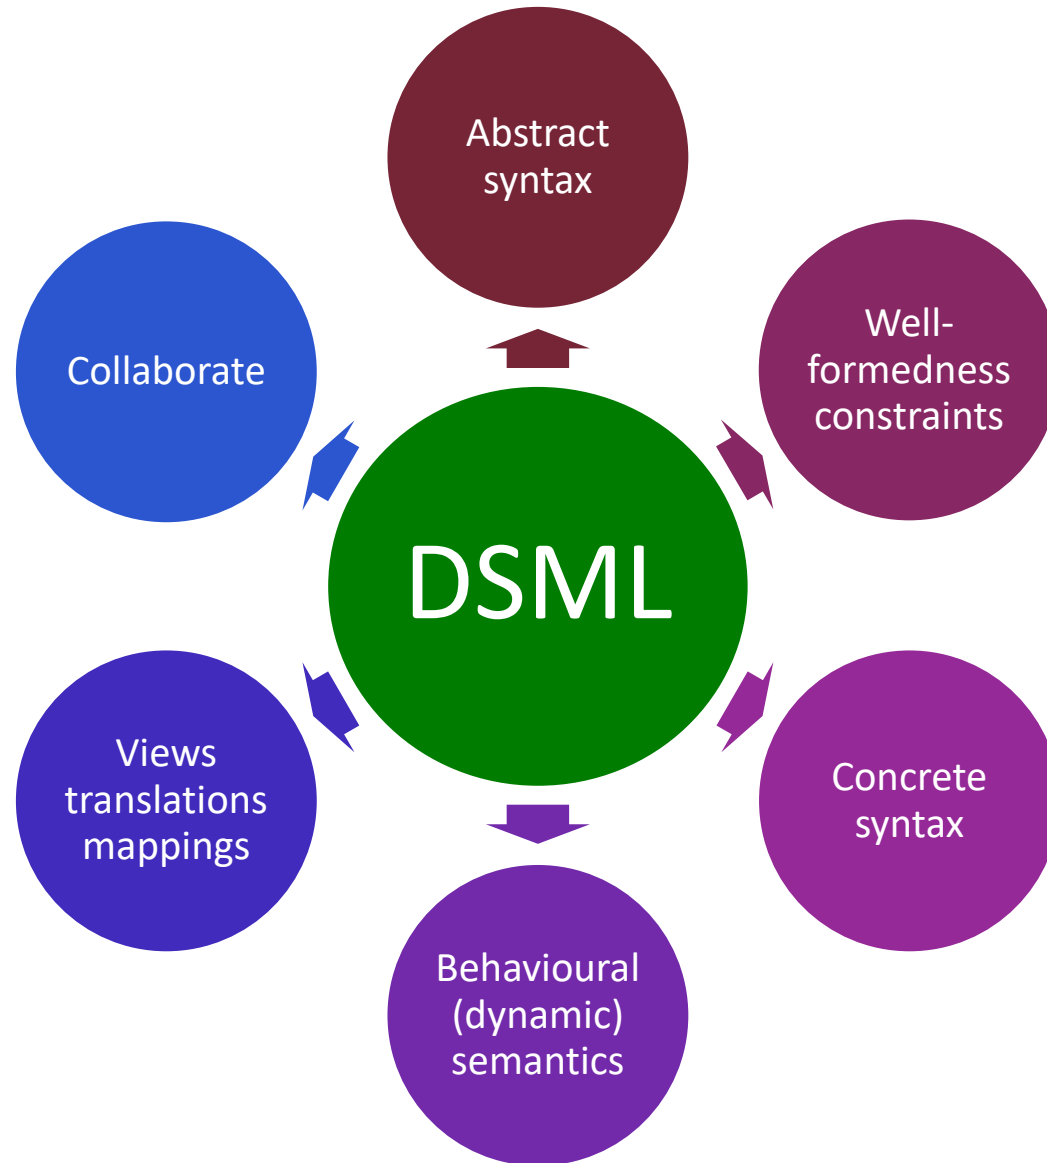 Abstract
syntax
Well-
formedness
constraints
Collaborate
DSML
Views
translations
mappings
Concrete
syntax
Behavioural
(dynamic)
semantics